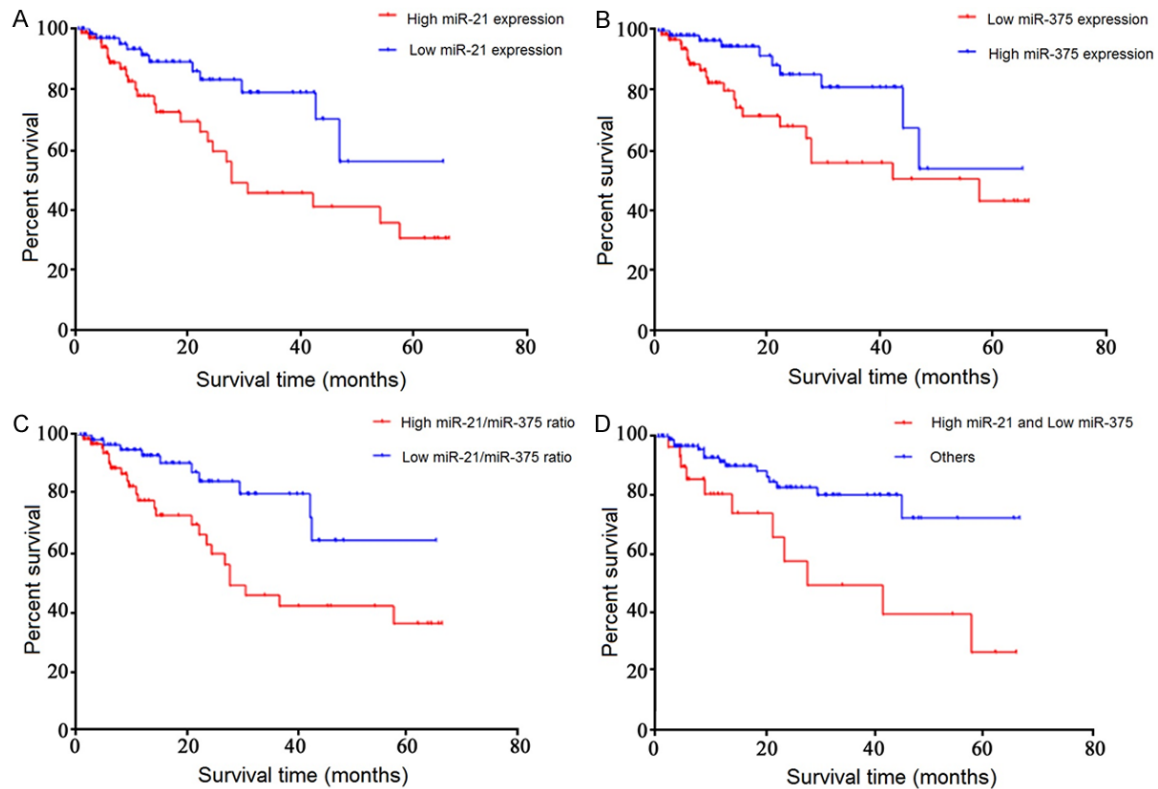 A
High miR-21 expression
Low miR-21 expression
Percent survival
100
80
60
40
20
0
0 20 40 60 80
Survival time (months)
B
Low miR-375 expression
High miR-375 expression
Percent survival
100
80
60
40
20
0
0 20 40 60 80
Survival time (months)
C
High miR-21/miR-375 ratio
Low miR-21/miR-375 ratio
Percent survival
100
80
60
40
20
0
0 20 40 60 80
Survival time (months)
D
High miR-21 and Low miR-375
Others
Percent survival
100
80
60
40
20
0
0 20 40 60 80
Survival time (months)